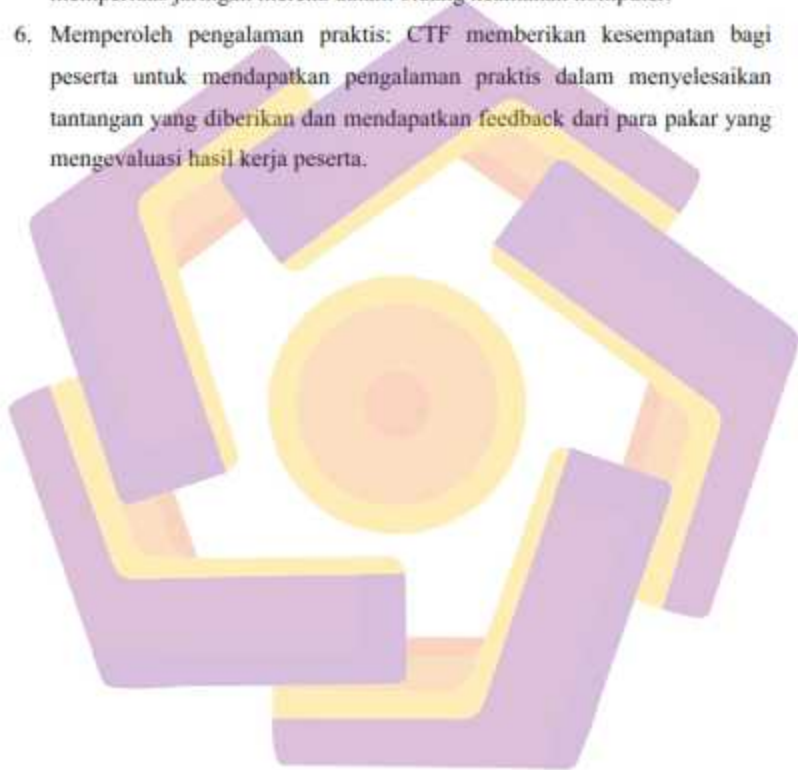 6. Memperoleh pengalaman praktis: CTF memberikan kesempatan bagi
peserta untuk mendapatkan pengalaman praktis dalam menyelesaikan
tantangan yang diberikan dan mendapatkan feedback dari para pakar yang
mengevaluasi hasil kerja peserta.